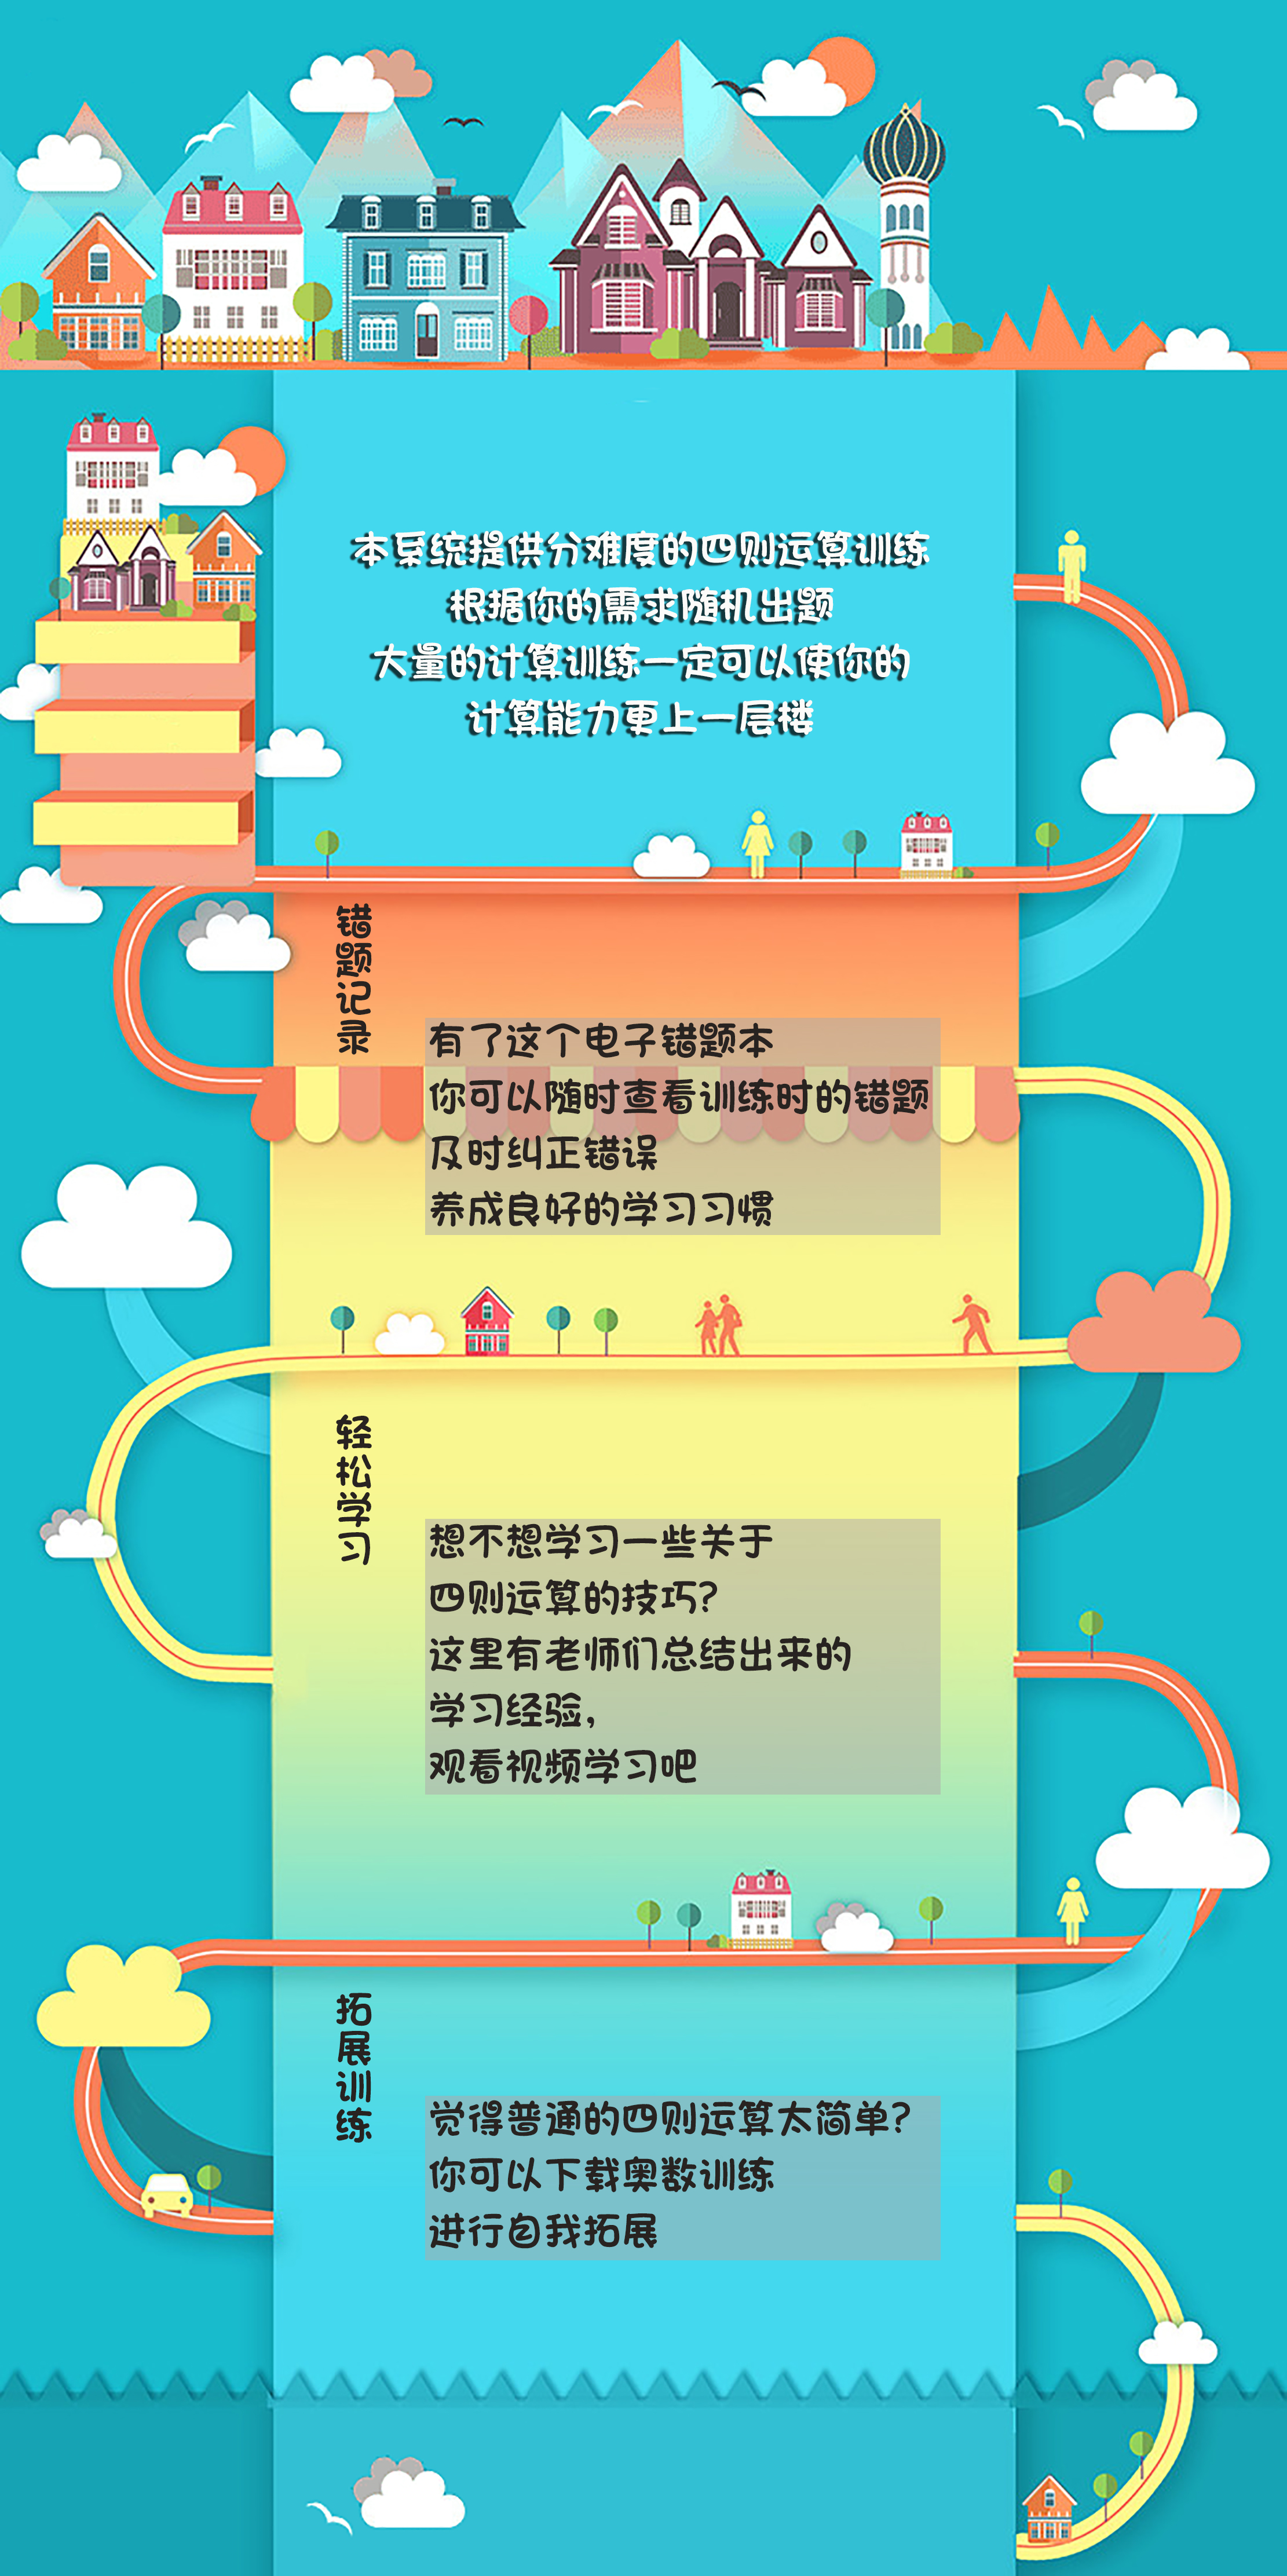 本系统提供分难度的四则运算训练
根据你的需求随机出题
大量的计算训练一定可以使你的
计算能力更上一层楼
错题记录
有了这个电子错题本
你可以随时查看训练时的错题
及时纠正错误
养成良好的学习习惯
轻松学习
想不想学习一些关于
四则运算的技巧?
这里有老师们总结出来的
学习经验,
观看视频学习吧
拓展训练
觉得普通的四则运算太简单?
你可以下载奥数训练
进行自我拓展